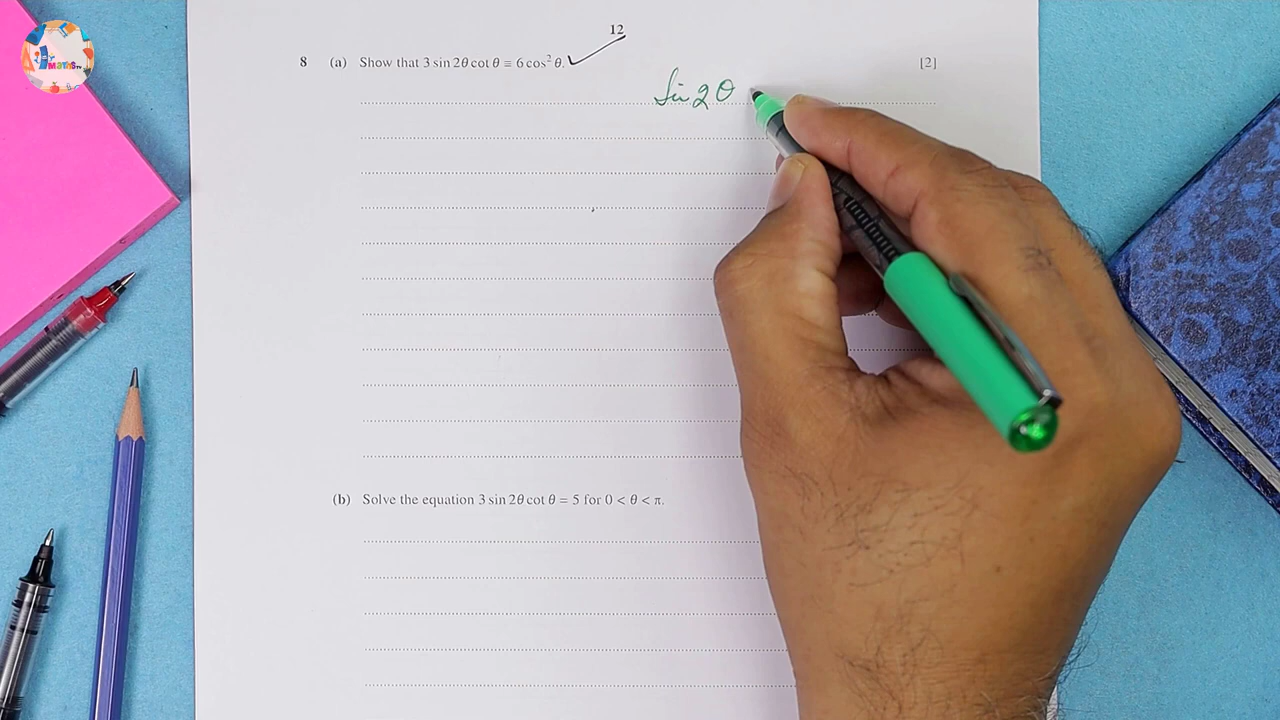 MATHS
12
8 (a) Show that 3 sin 2θ cot θ ≡ 6 cos² θ. [2]
Sin 2θ
(b) Solve the equation 3 sin 2θ cot θ = 5 for 0 < θ < π.